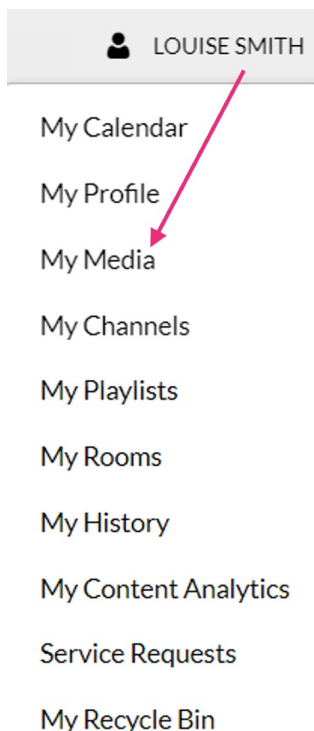 LOUISE SMITH
My Calendar
My Profile
My Media
My Channels
My Playlists
My Rooms
My History
My Content Analytics
Service Requests
My Recycle Bin